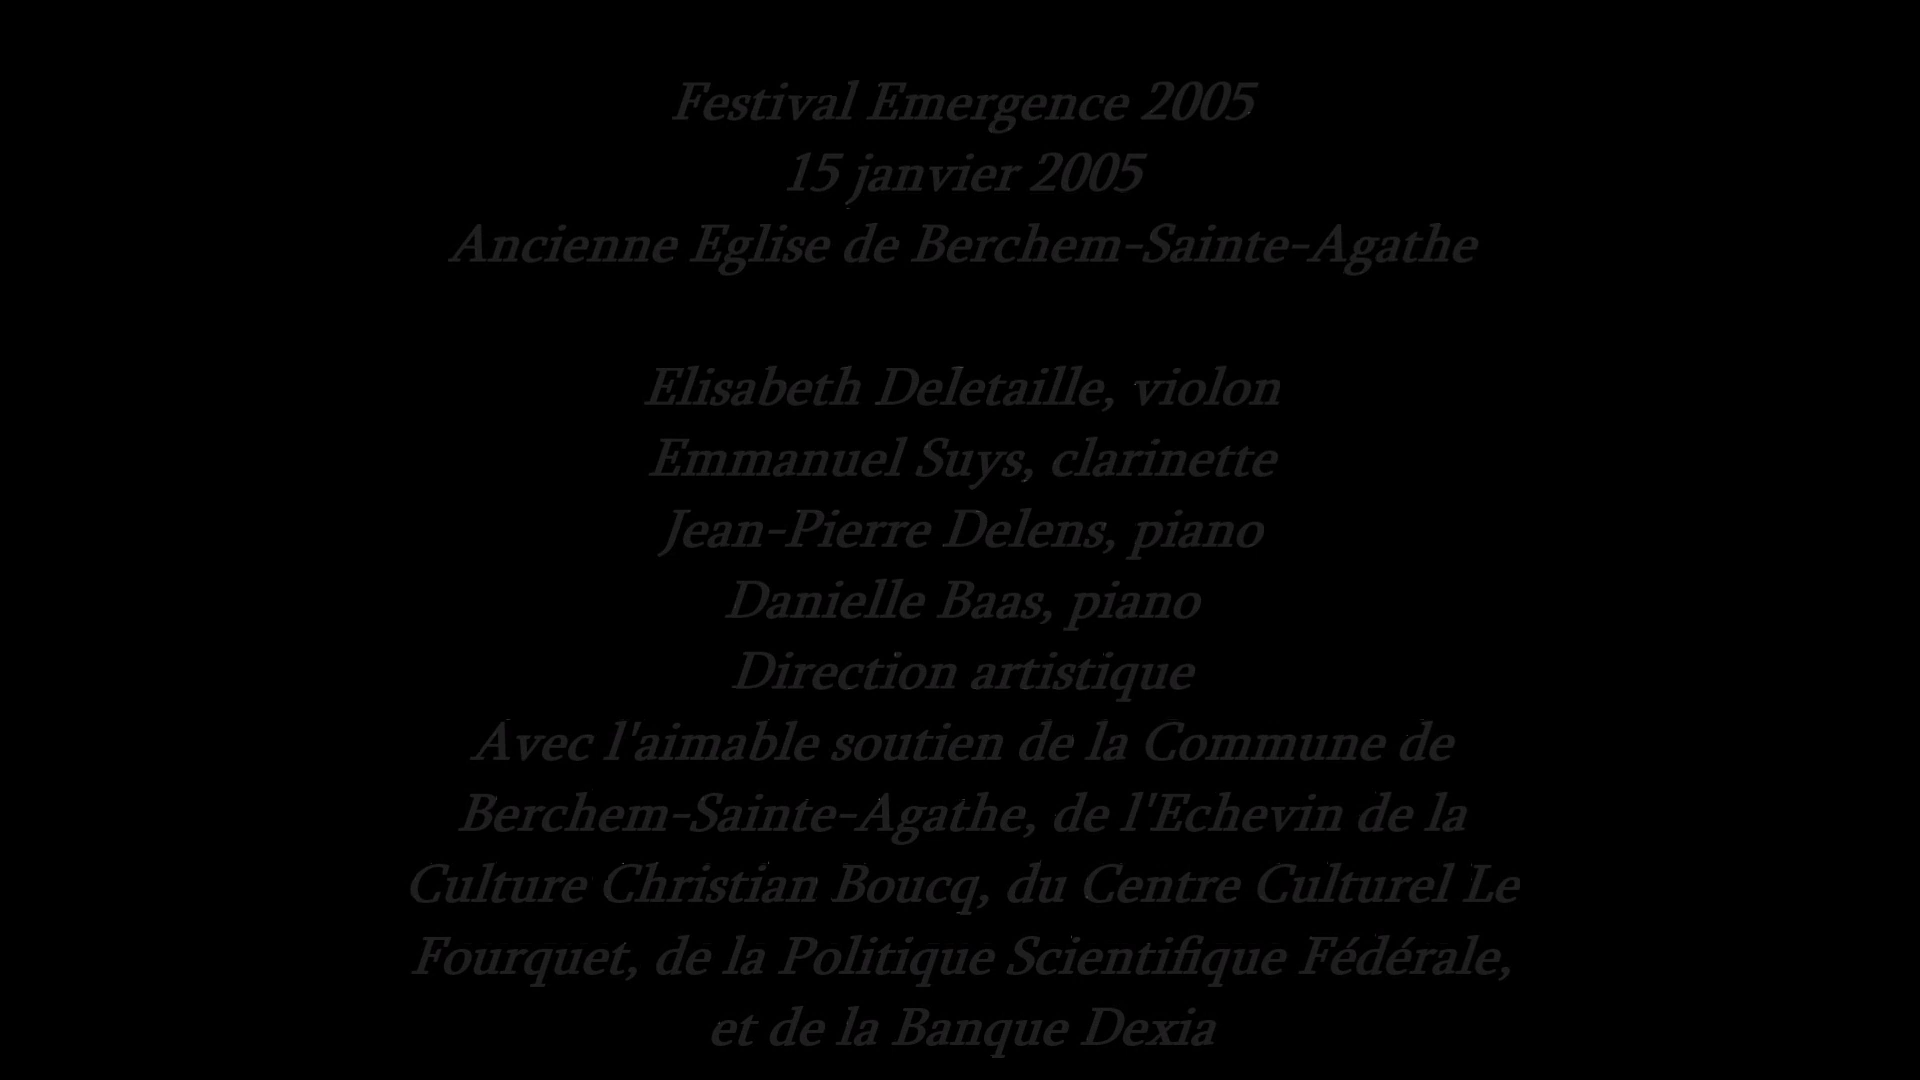 Festival Emergence 2005
15 janvier 2005
Ancienne Eglise de Berchem-Sainte-Agathe
Elisabeth Deletaille, violon
Emmanuel Suys, clarinette
Jean-Pierre Delens, piano
Danielle Baas, piano
Direction artistique
Avec l'aimable soutien de la Commune de
Berchem-Sainte-Agathe, de l'Echevin de la
Culture Christian Boucq, du Centre Culturel Le
Fourquet, de la Politique Scientifique Fédérale,
et de la Banque Dexia